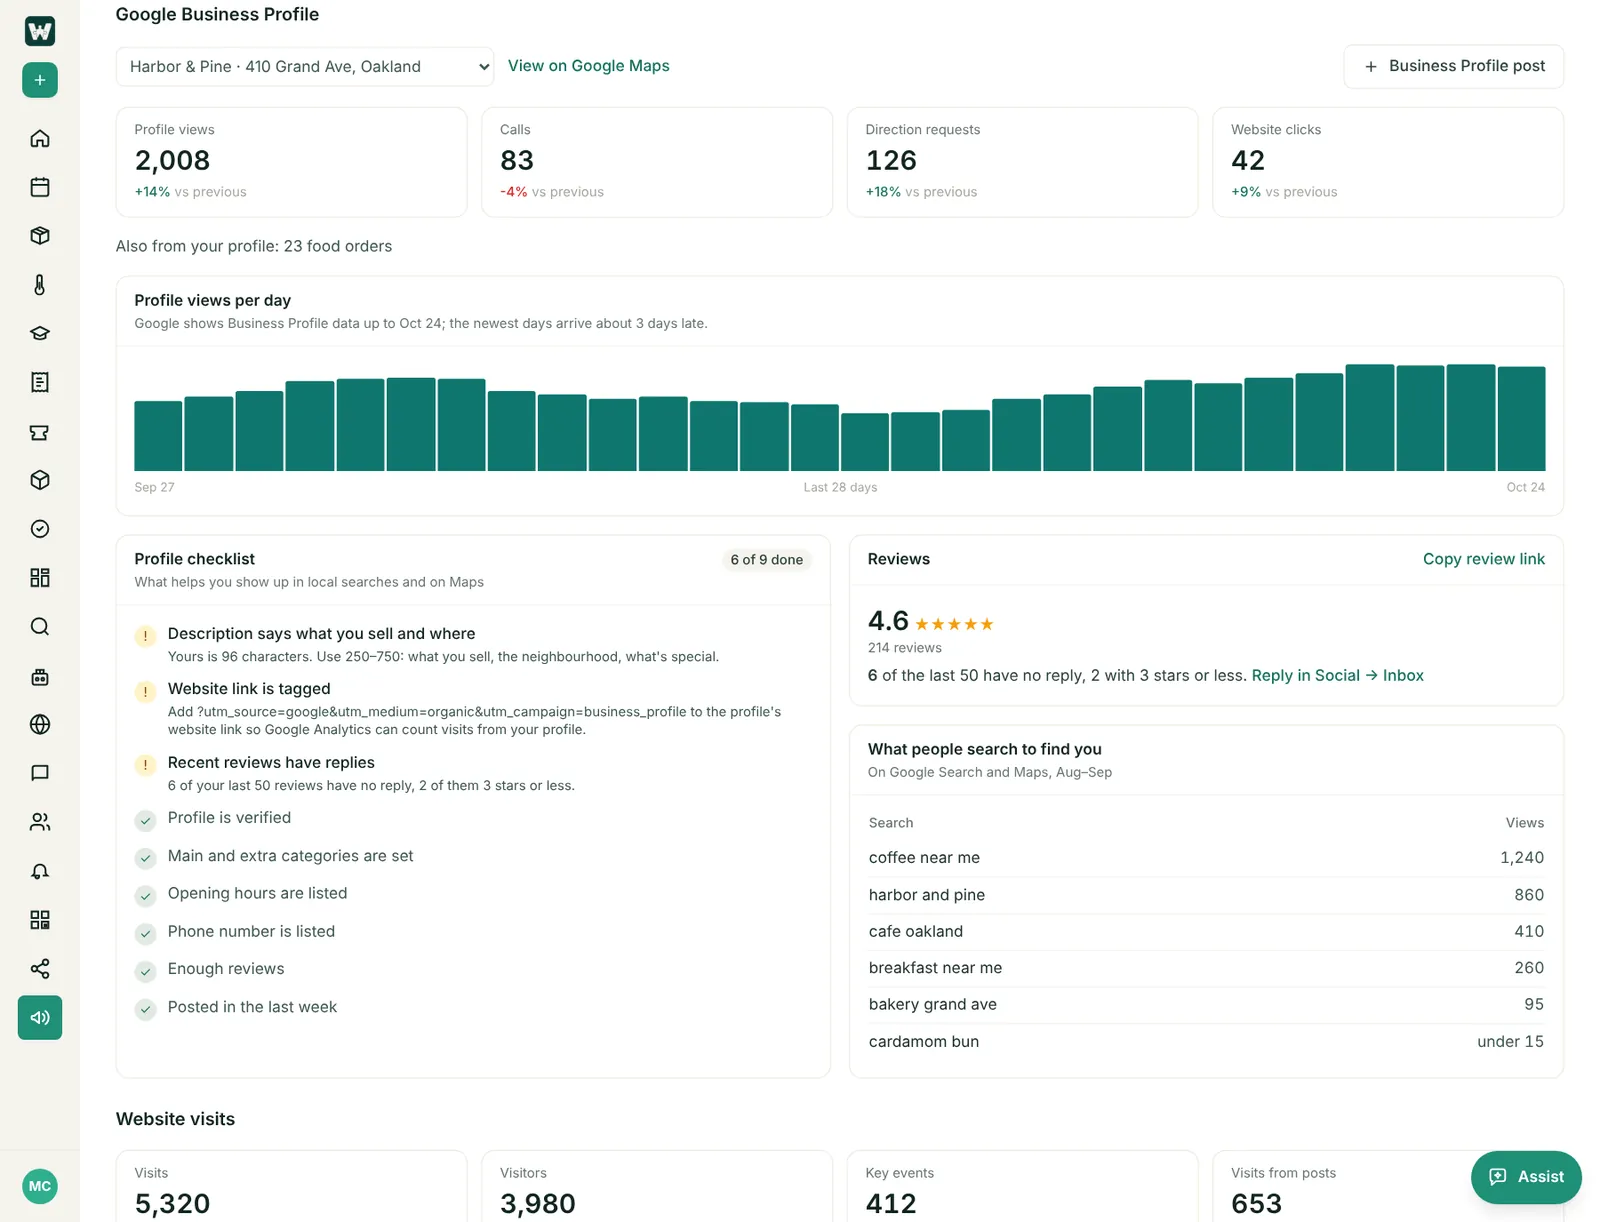 W
Google Business Profile
Harbor & Pine · 410 Grand Ave, Oakland
View on Google Maps
+ Business Profile post
Profile views
2,008
+14% vs previous
Calls
83
-4% vs previous
Direction requests
126
+18% vs previous
Website clicks
42
+9% vs previous
Also from your profile: 23 food orders
Profile views per day
Google shows Business Profile data up to Oct 24; the newest days arrive about 3 days late.
Sep 27
Last 28 days
Oct 24
Profile checklist
6 of 9 done
What helps you show up in local searches and on Maps
! Description says what you sell and where
Yours is 96 characters. Use 250–750: what you sell, the neighbourhood, what's special.
! Website link is tagged
Add ?utm_source=google&utm_medium=organic&utm_campaign=business_profile to the profile's
website link so Google Analytics can count visits from your profile.
! Recent reviews have replies
6 of your last 50 reviews have no reply, 2 of them 3 stars or less.
Profile is verified
Main and extra categories are set
Opening hours are listed
Phone number is listed
Enough reviews
Posted in the last week
Reviews
Copy review link
4.6 ★★★★★
214 reviews
6 of the last 50 have no reply, 2 with 3 stars or less. Reply in Social → Inbox
What people search to find you
On Google Search and Maps, Aug–Sep
Search Views
coffee near me 1,240
harbor and pine 860
cafe oakland 410
breakfast near me 260
bakery grand ave 95
cardamom bun under 15
Website visits
Visits
5,320
Visitors
3,980
Key events
412
Visits from posts
653
Assist
MC